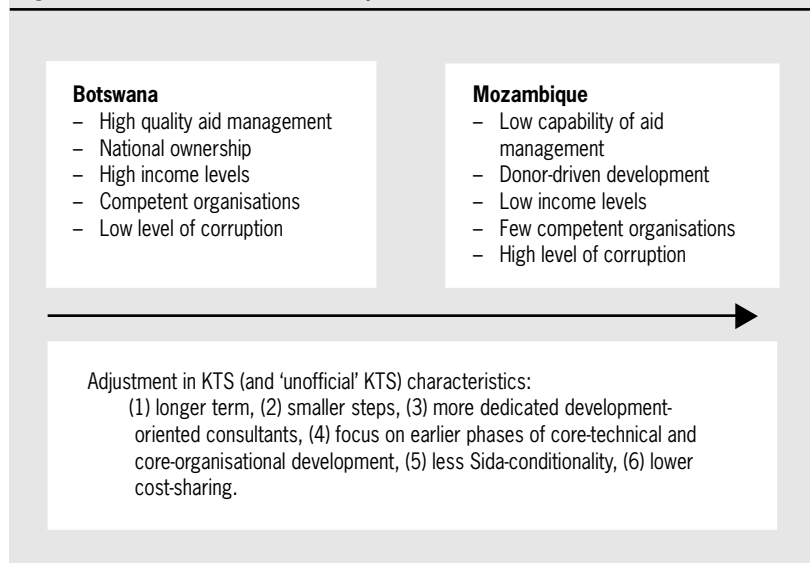 Botswana
– High quality aid management
– National ownership
– High income levels
– Competent organisations
– Low level of corruption
Mozambique
– Low capability of aid
management
– Donor-driven development
– Low income levels
– Few competent organisations
– High level of corruption
Adjustment in KTS (and ‘unofficial’ KTS) characteristics:
(1) longer term, (2) smaller steps, (3) more dedicated development-
oriented consultants, (4) focus on earlier phases of core-technical and
core-organisational development, (5) less Sida-conditionality, (6) lower
cost-sharing.